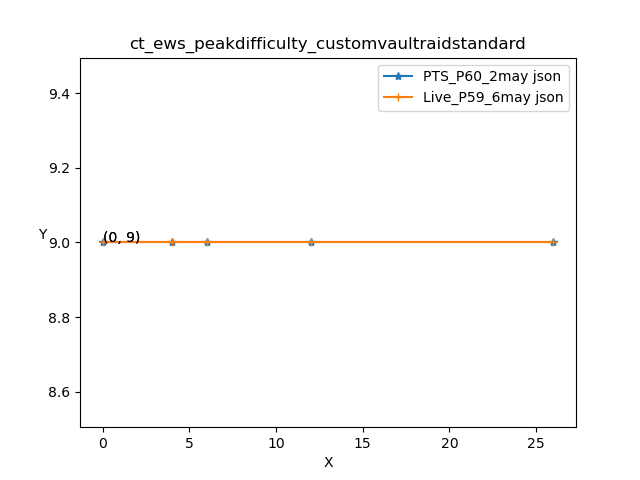 ct_ews_peakdifficulty_customvaultraidstandard
PTS_P60_2may json
Live_P59_6may json
9.4
9.2
Y
9.0
(0, 9)
8.8
8.6
0 5 10 15 20 25
X